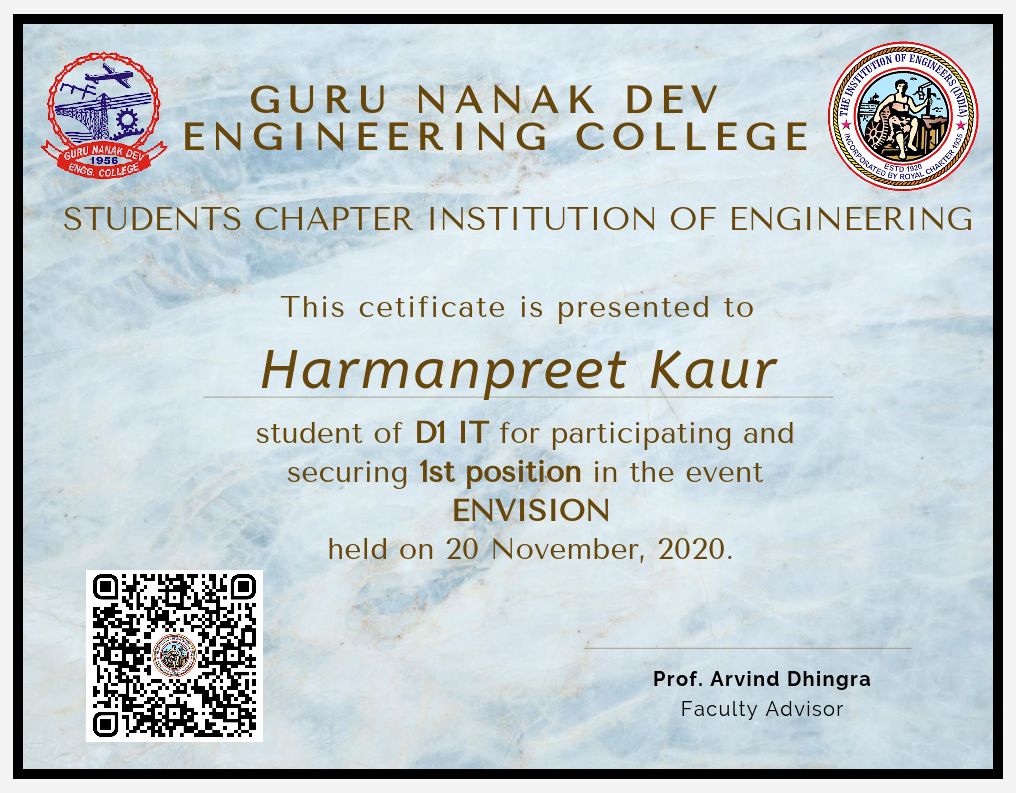 GURU NANAK DEV
ENGINEERING COLLEGE
GURU NANAK DEV
1956
ENGG. COLLEGE
THE INSTITUTION OF ENGINEERS (INDIA)
ESTD 1920
INCORPORATED BY ROYAL CHARTER 1935
STUDENTS CHAPTER INSTITUTION OF ENGINEERING
This cetificate is presented to
Harmanpreet Kaur
student of D1 IT for participating and
securing 1st position in the event
ENVISION
held on 20 November, 2020.
Prof. Arvind Dhingra
Faculty Advisor